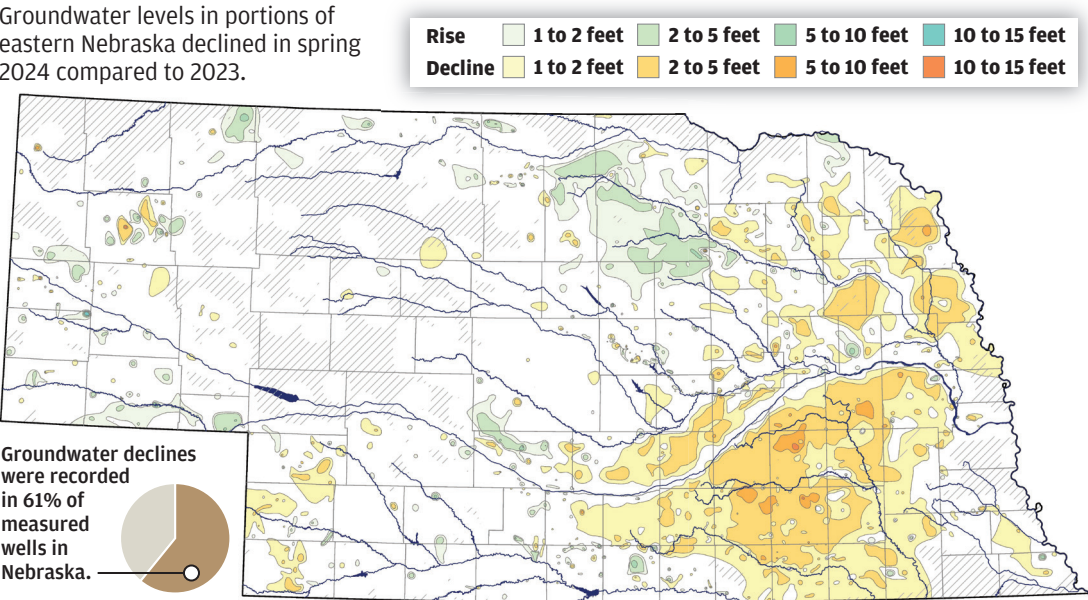 Groundwater levels in portions of
eastern Nebraska declined in spring
2024 compared to 2023.
Rise 1 to 2 feet 2 to 5 feet 5 to 10 feet 10 to 15 feet
Decline 1 to 2 feet 2 to 5 feet 5 to 10 feet 10 to 15 feet
Groundwater declines
were recorded
in 61% of
measured
wells in
Nebraska.